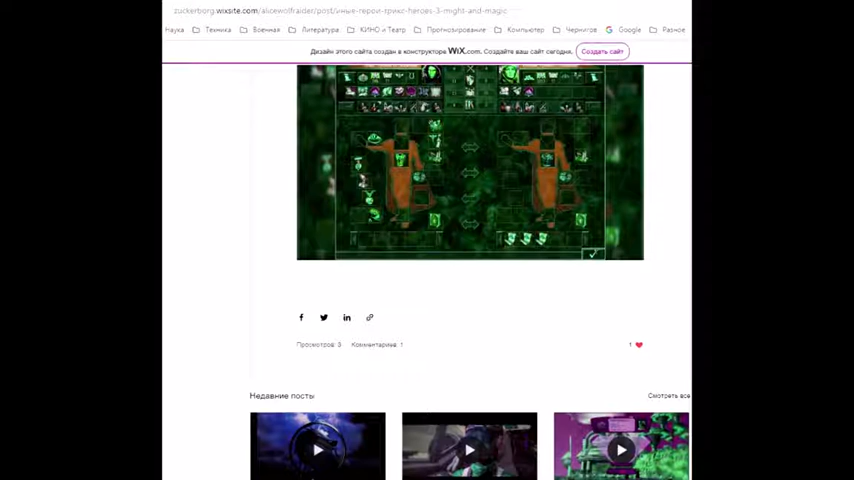 zuckerborg.wixsite.com/alicewolfraider/post/иные-герои-трикс-heroes-3-might-and-magic
Наука Техника Военная Литература КИНО и Театр Прогнозирование Компьютер Чернигов Google Разное
Дизайн этого сайта создан в конструкторе WiX.com. Создайте ваш сайт сегодня. Создать сайт
Просмотров: 3 Комментариев: 1 1
Недавние посты Смотреть все